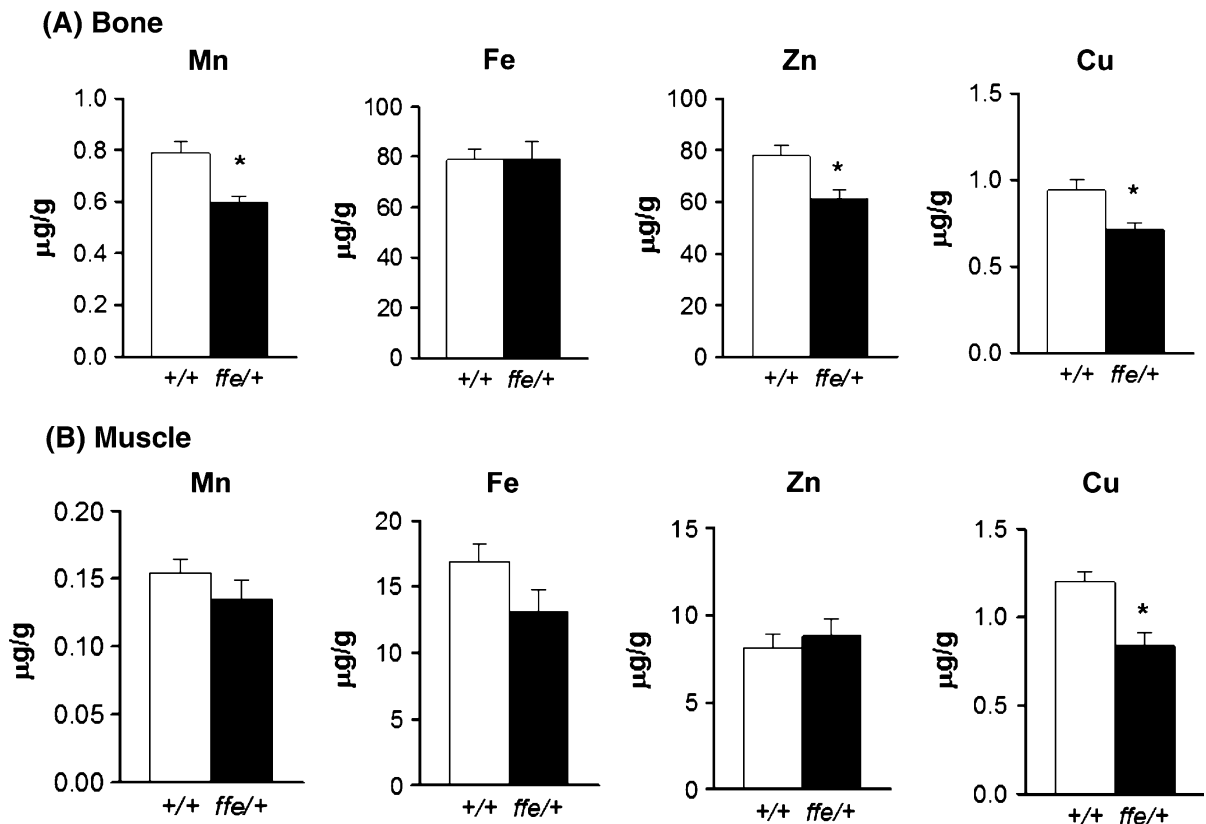 (A) Bone
Mn Fe Zn Cu
1.0
0.8
0.6
0.4
0.2
0.0
µg/g
*
+/+ ffe/+
100
80
60
40
20
0
µg/g
+/+ ffe/+
100
80
60
40
20
0
µg/g
*
+/+ ffe/+
1.5
1.0
0.5
0.0
µg/g
*
+/+ ffe/+
(B) Muscle
Mn Fe Zn Cu
0.20
0.15
0.10
0.05
0.00
µg/g
+/+ ffe/+
20
15
10
5
0
µg/g
+/+ ffe/+
15
10
5
0
µg/g
+/+ ffe/+
1.5
1.0
0.5
0.0
µg/g
*
+/+ ffe/+